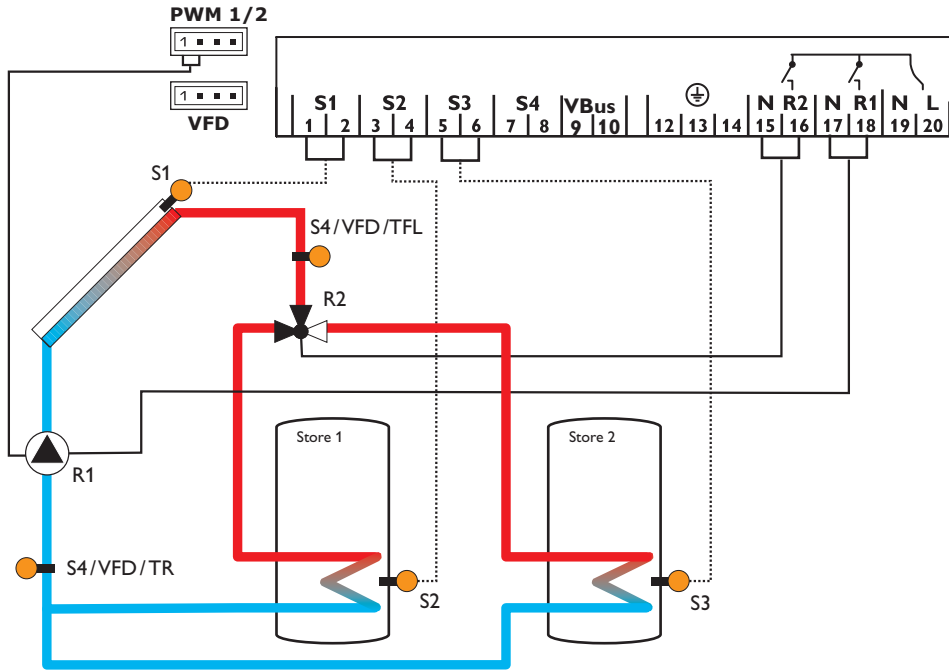 PWM 1/2
1
1
VFD
S1 S2 S3 S4 VBus N R2 N R1 N L
1 2 3 4 5 6 7 8 9 10 12 13 14 15 16 17 18 19 20
S1
S4/VFD/TFL
R2
Store 1
Store 2
R1
S4/VFD/TR
S2
S3